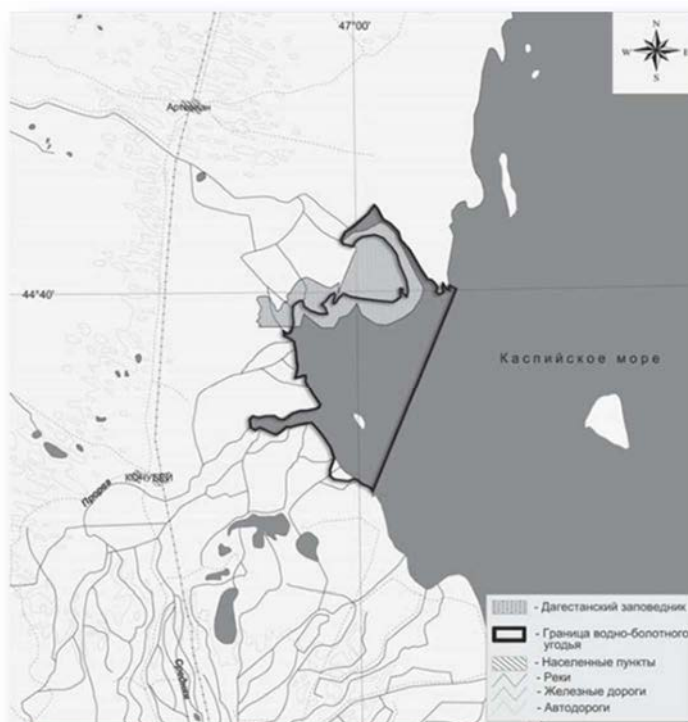 47°00'
N
W E
S
Артезиан
44°40'
Каспийское море
КОЧУБЕЙ
Прорва
Средняя
- Дагестанский заповедник
- Граница водно-болотного
угодья
- Населенные пункты
- Реки
- Железные дороги
- Автодороги